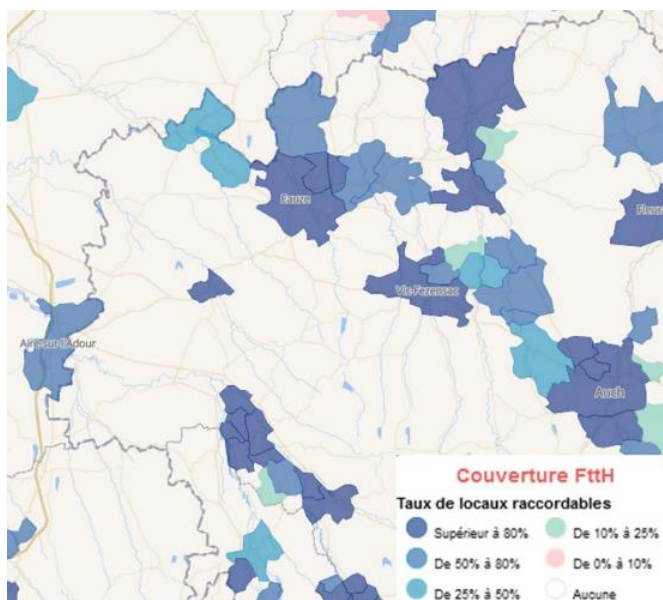 Eauze
Fleura
Vic-Fezensac
Aire-sur-l'Adour
Auch
Couverture FttH
Taux de locaux raccordables
Supérieur à 80%
De 10% à 25%
De 50% à 80%
De 0% à 10%
De 25% à 50%
Aucune